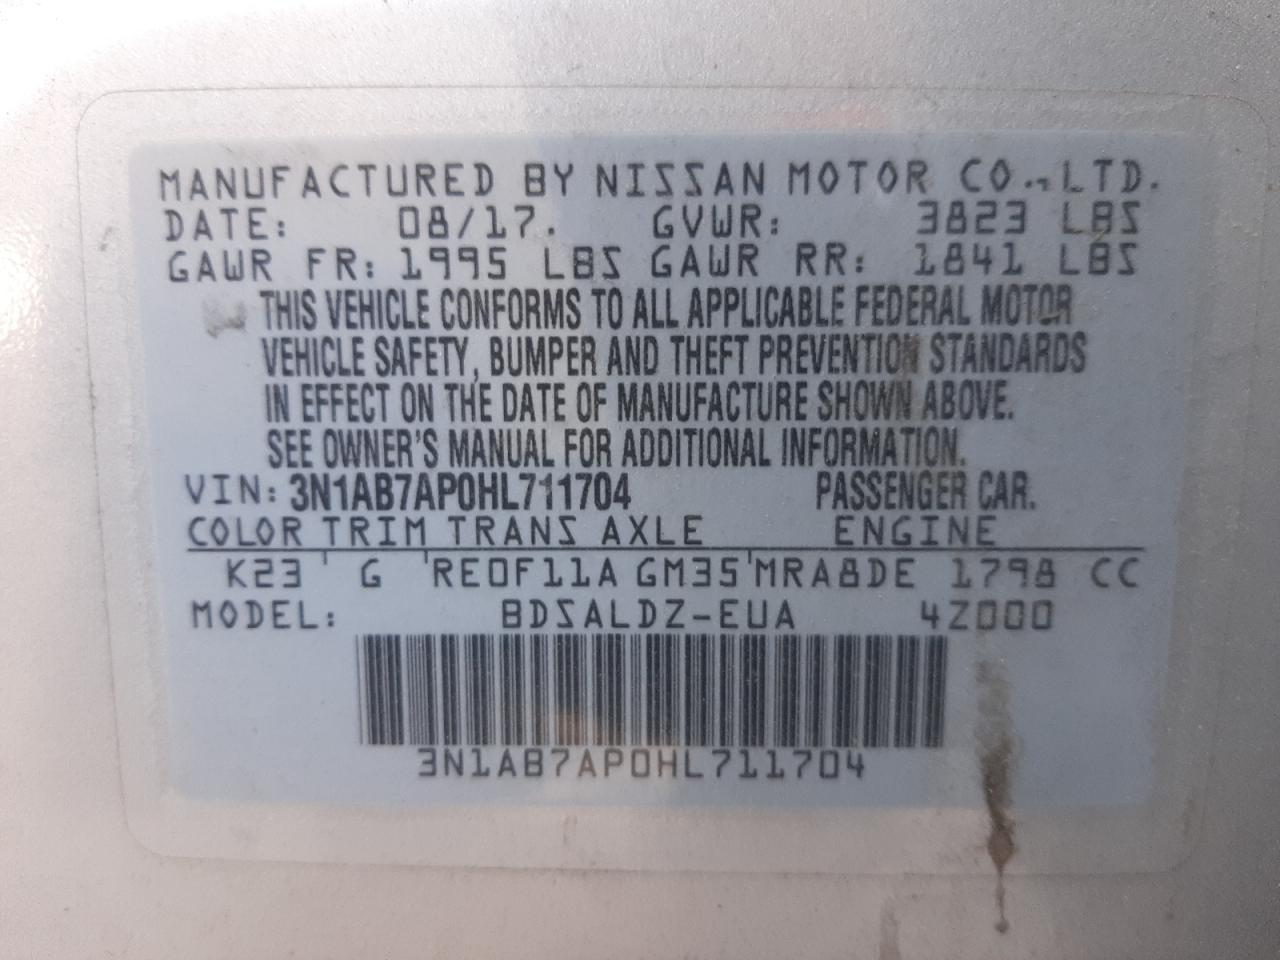 MANUFACTURED BY NISSAN MOTOR CO., LTD.
DATE: 08/17. GVWR: 3823 LBS
GAWR FR: 1995 LBS GAWR RR: 1841 LBS
THIS VEHICLE CONFORMS TO ALL APPLICABLE FEDERAL MOTOR
VEHICLE SAFETY, BUMPER AND THEFT PREVENTION STANDARDS
IN EFFECT ON THE DATE OF MANUFACTURE SHOWN ABOVE.
SEE OWNER'S MANUAL FOR ADDITIONAL INFORMATION.
VIN: 3N1AB7AP0HL711704 PASSENGER CAR.
COLOR TRIM TRANS AXLE ENGINE
K23 ' G 'RE0F11A GM35'MRA8DE 1798 CC
MODEL: BDSALDZ-EUA 4Z000
3N1AB7AP0HL711704